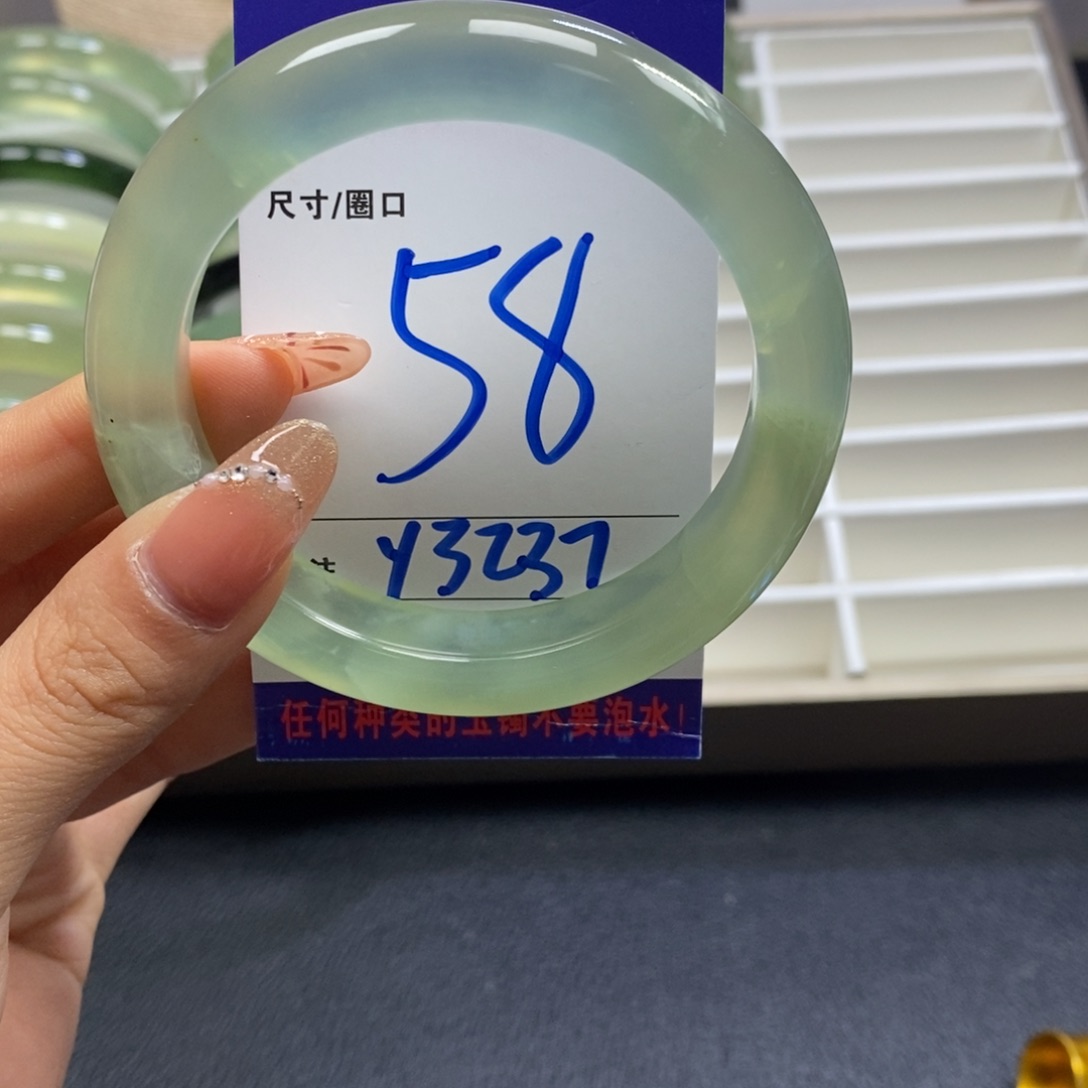 尺寸/圈口
58
y3237
任何种类的玉镯不要泡水！